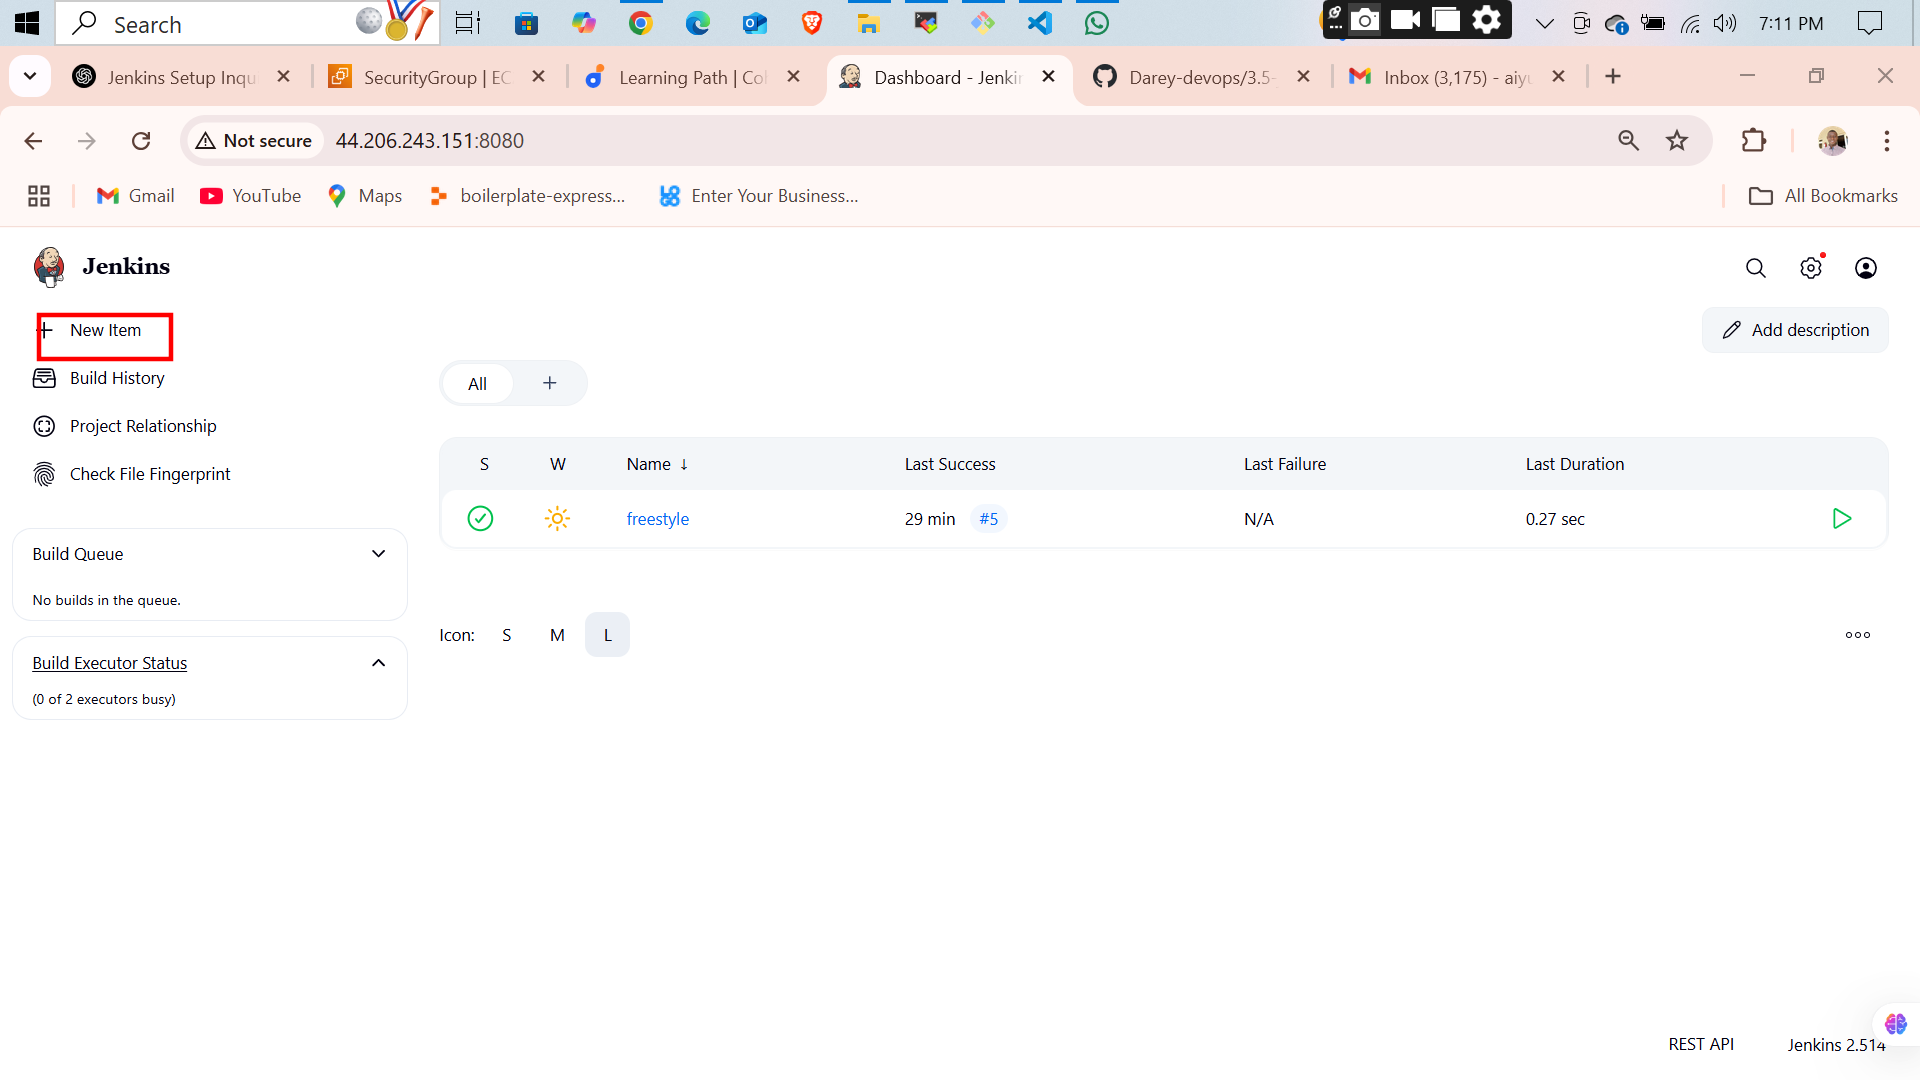 Search
7:11 PM
Jenkins Setup Inqu
SecurityGroup | EC
Learning Path | Col
Dashboard - Jenkin
Darey-devops/3.5-
Inbox (3,175) - aiyu
Not secure
44.206.243.151:8080
Gmail
YouTube
Maps
boilerplate-express...
Enter Your Business...
All Bookmarks
Jenkins
New Item
Add description
Build History
All
Project Relationship
S W Name ↓ Last Success Last Failure Last Duration
Check File Fingerprint
freestyle 29 min #5 N/A 0.27 sec
Build Queue
No builds in the queue.
Icon: S M L
Build Executor Status
(0 of 2 executors busy)
REST API
Jenkins 2.514